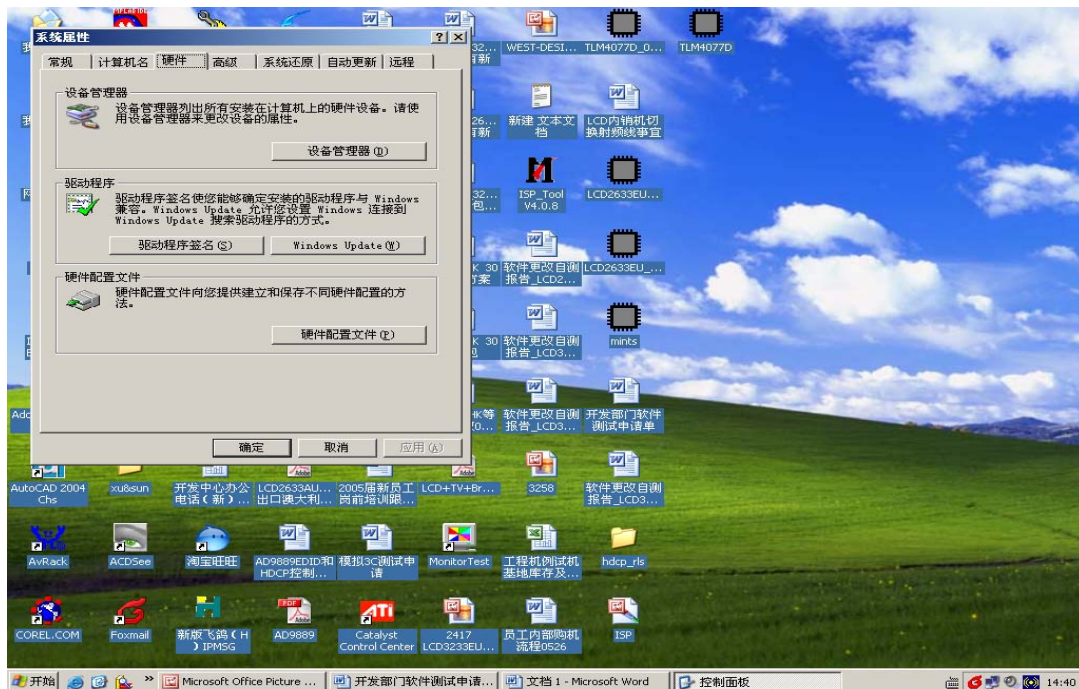 系统属性
常规 计算机名 硬件 高级 系统还原 自动更新 远程
设备管理器
设备管理器列出所有安装在计算机上的硬件设备。请使
用设备管理器来更改设备的属性。
设备管理器(D)
驱动程序
驱动程序签名使您能够确定安装的驱动程序与 Windows
兼容。Windows Update 允许您设置 Windows 连接到
Windows Update 搜索驱动程序的方式。
驱动程序签名(S) Windows Update(W)
硬件配置文件
硬件配置文件向您提供建立和保存不同硬件配置的方
法。
硬件配置文件(P)
确定 取消 应用(A)
32... WEST-DESI... TLM4077D_0... TLM4077D
有新
26... 新建 文本文 LCD内销机切
有新 档 换射频线事宜
32... ISP_Tool LCD2633EU...
包... V4.0.8
K 30 软件更改自测 LCD2633EU_...
方案 报告_LCD2...
K 30 软件更改自测 mints
报告_LCD3...
Ado HK等 软件更改自测 开发部门软件
报告_LCD3... 测试申请单
AutoCAD 2004 xu&sun 开发中心办公 LCD2633AU... 2005届新员工 LCD+TV+Br... 3258 软件更改自测
Chs 电话(新)... 出口澳大利... 岗前培训跟... 报告_LCD3...
AvRack ACDSee 淘宝旺旺 AD9889EDID和 模拟3C测试申 MonitorTest 工程机例试机 hdcp_rls
HDCP控制... 请 基地库存及...
COREL.COM Foxmail 新版飞鸽(H AD9889 Catalyst 2417 员工内部购机 ISP
) IPMSG Control Center LCD3233EU... 流程0526
开始 Microsoft Office Picture ... 开发部门软件测试申请... 文档 1 - Microsoft Word 控制面板 14:40